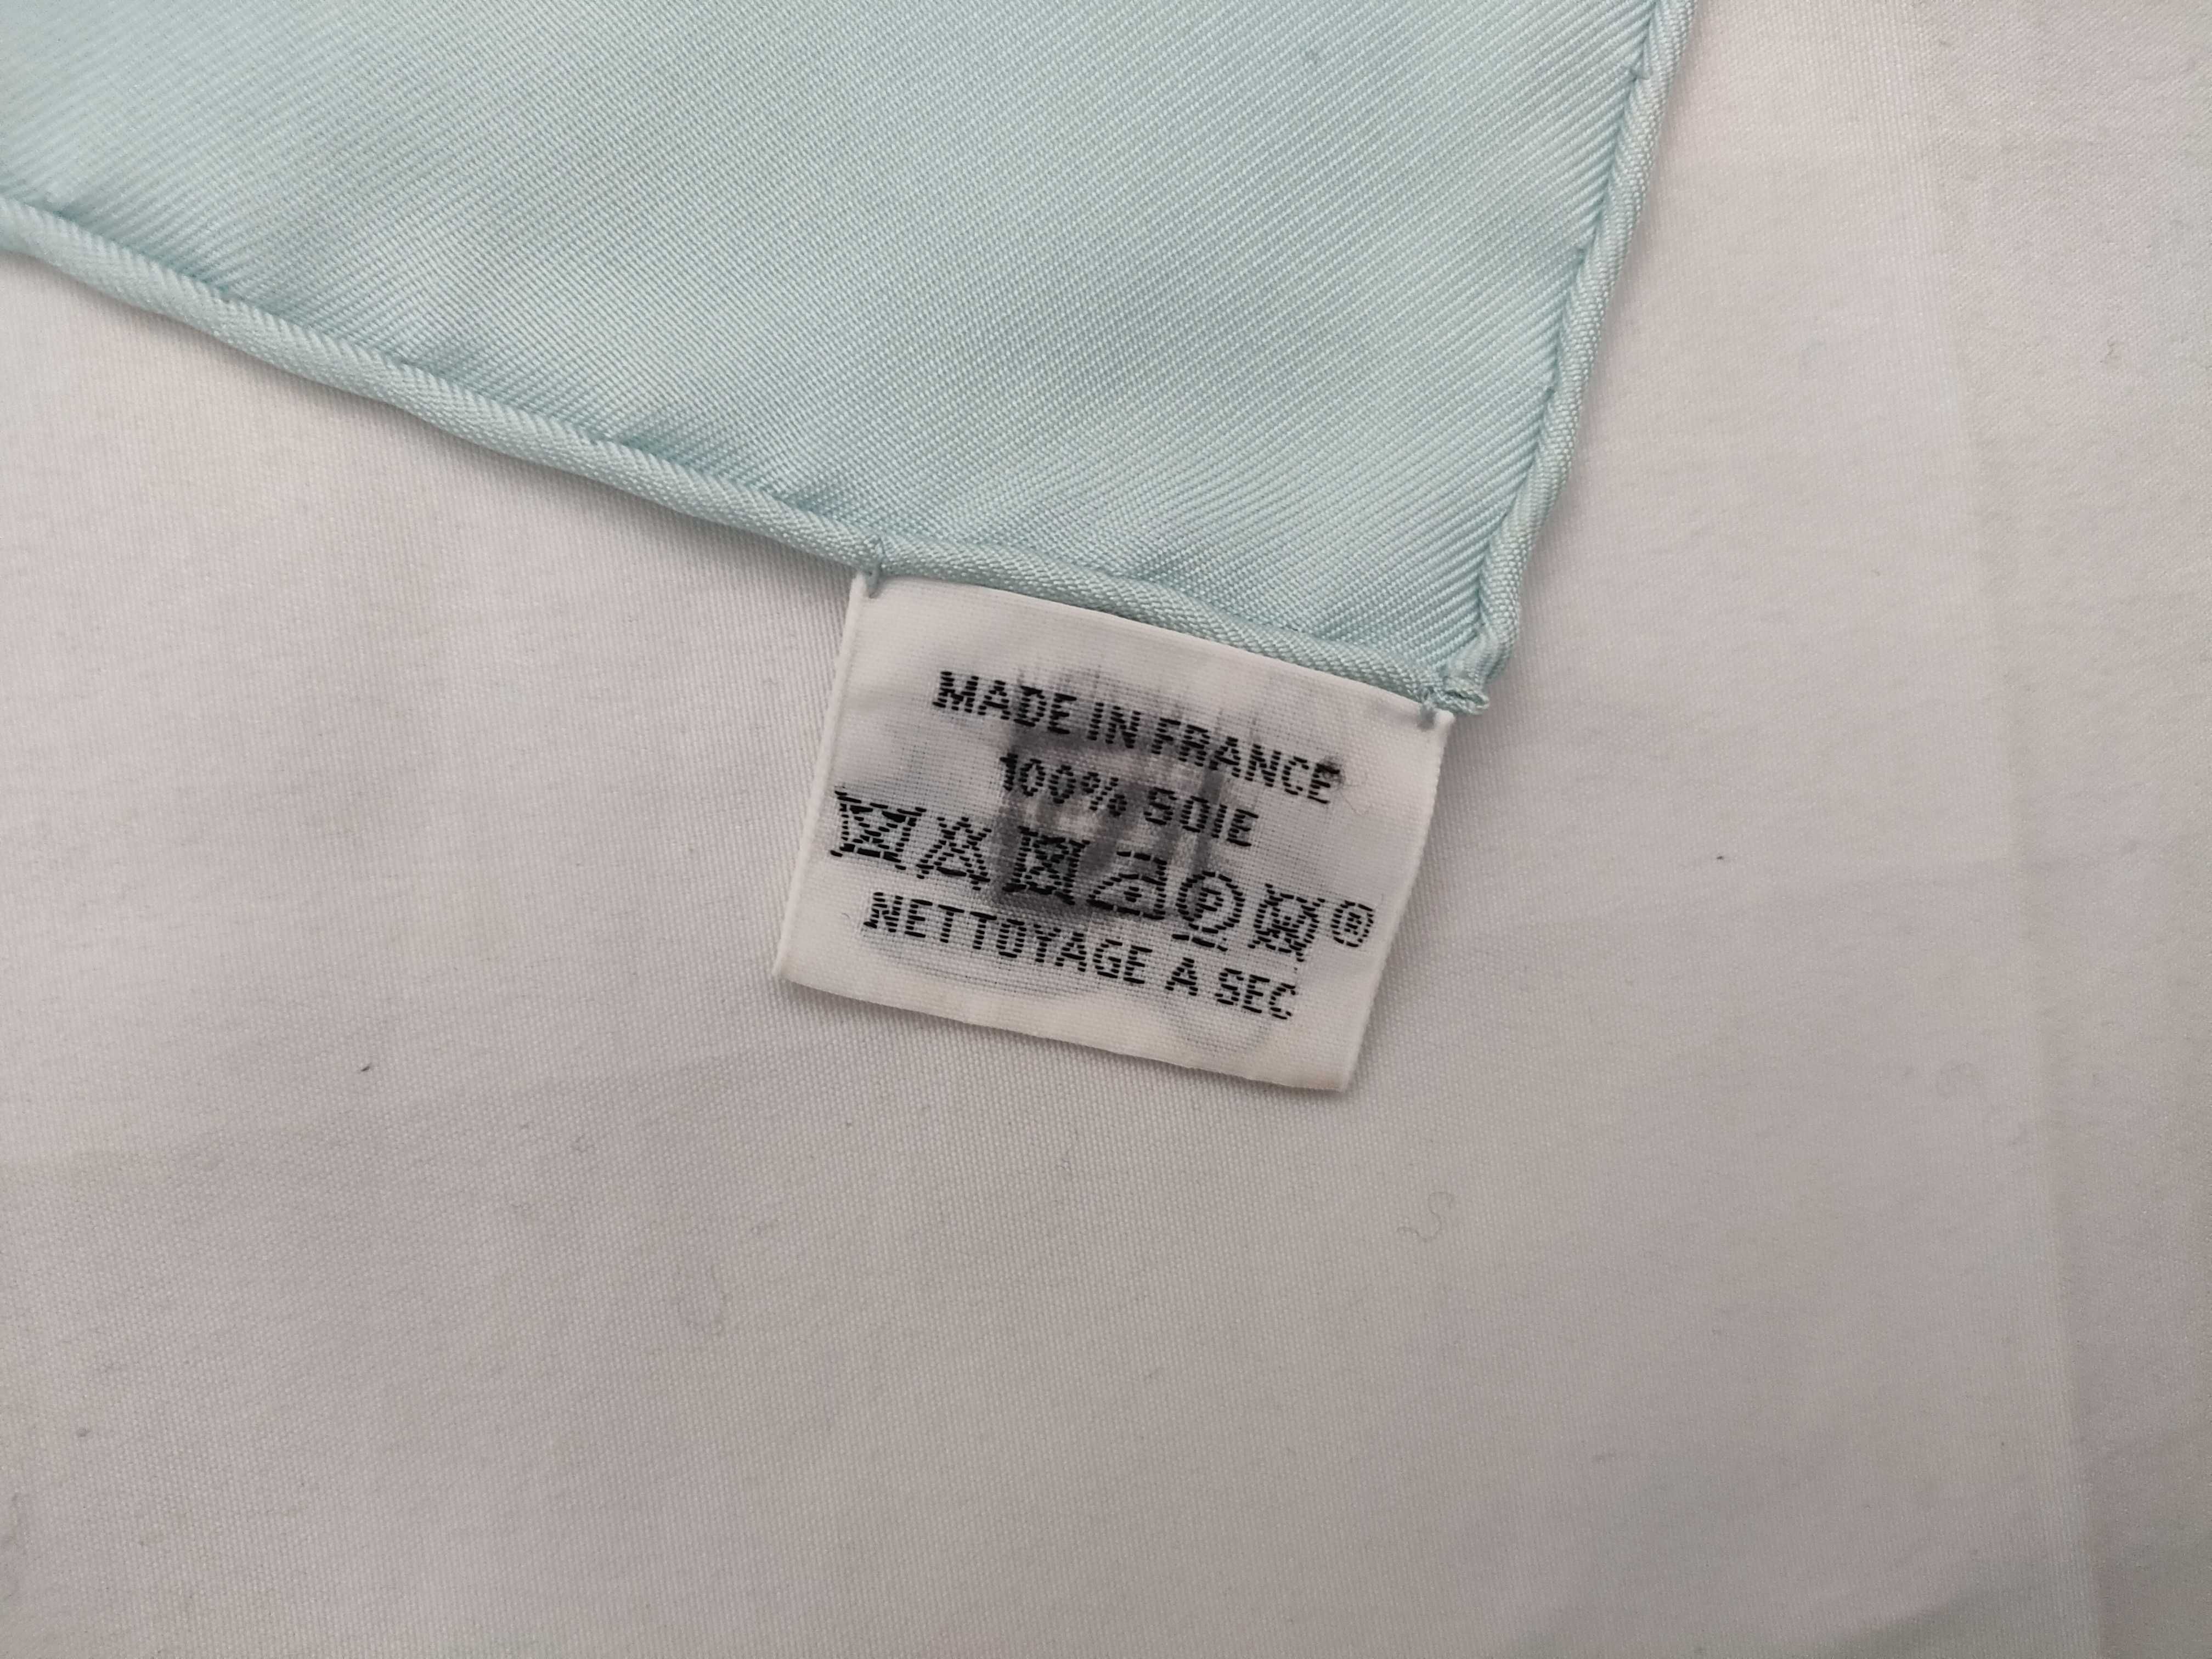 MADE IN FRANCE
100% SOIE
P W ®
NETTOYAGE A SEC